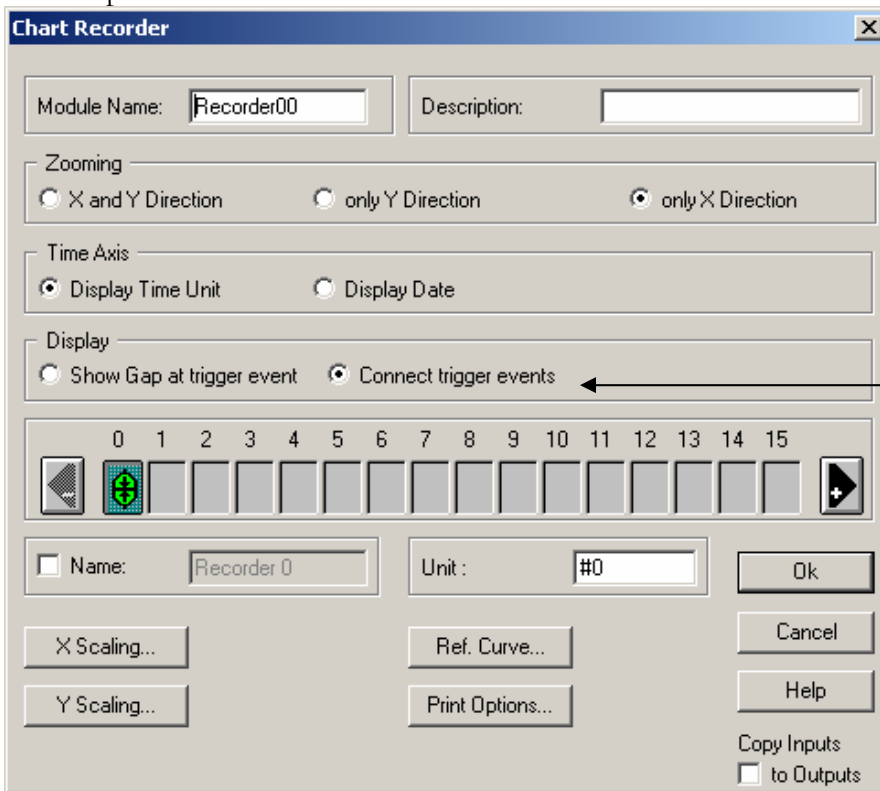 Chart Recorder
Module Name: Recorder00 Description:
Zooming
X and Y Direction only Y Direction only X Direction
Time Axis
Display Time Unit Display Date
Display
Show Gap at trigger event Connect trigger events
0 1 2 3 4 5 6 7 8 9 10 11 12 13 14 15
Name: Recorder 0 Unit : #0 Ok
X Scaling... Ref. Curve... Cancel
Y Scaling... Print Options... Help
Copy Inputs
to Outputs